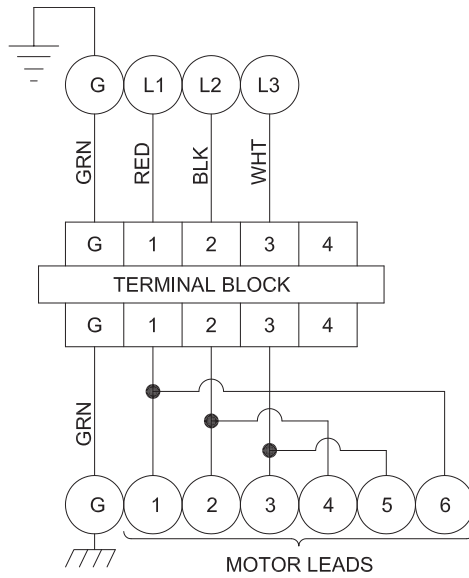 G L1 L2 L3
GRN RED BLK WHT
G 1 2 3 4
TERMINAL BLOCK
G 1 2 3 4
GRN
G 1 2 3 4 5 6
MOTOR LEADS